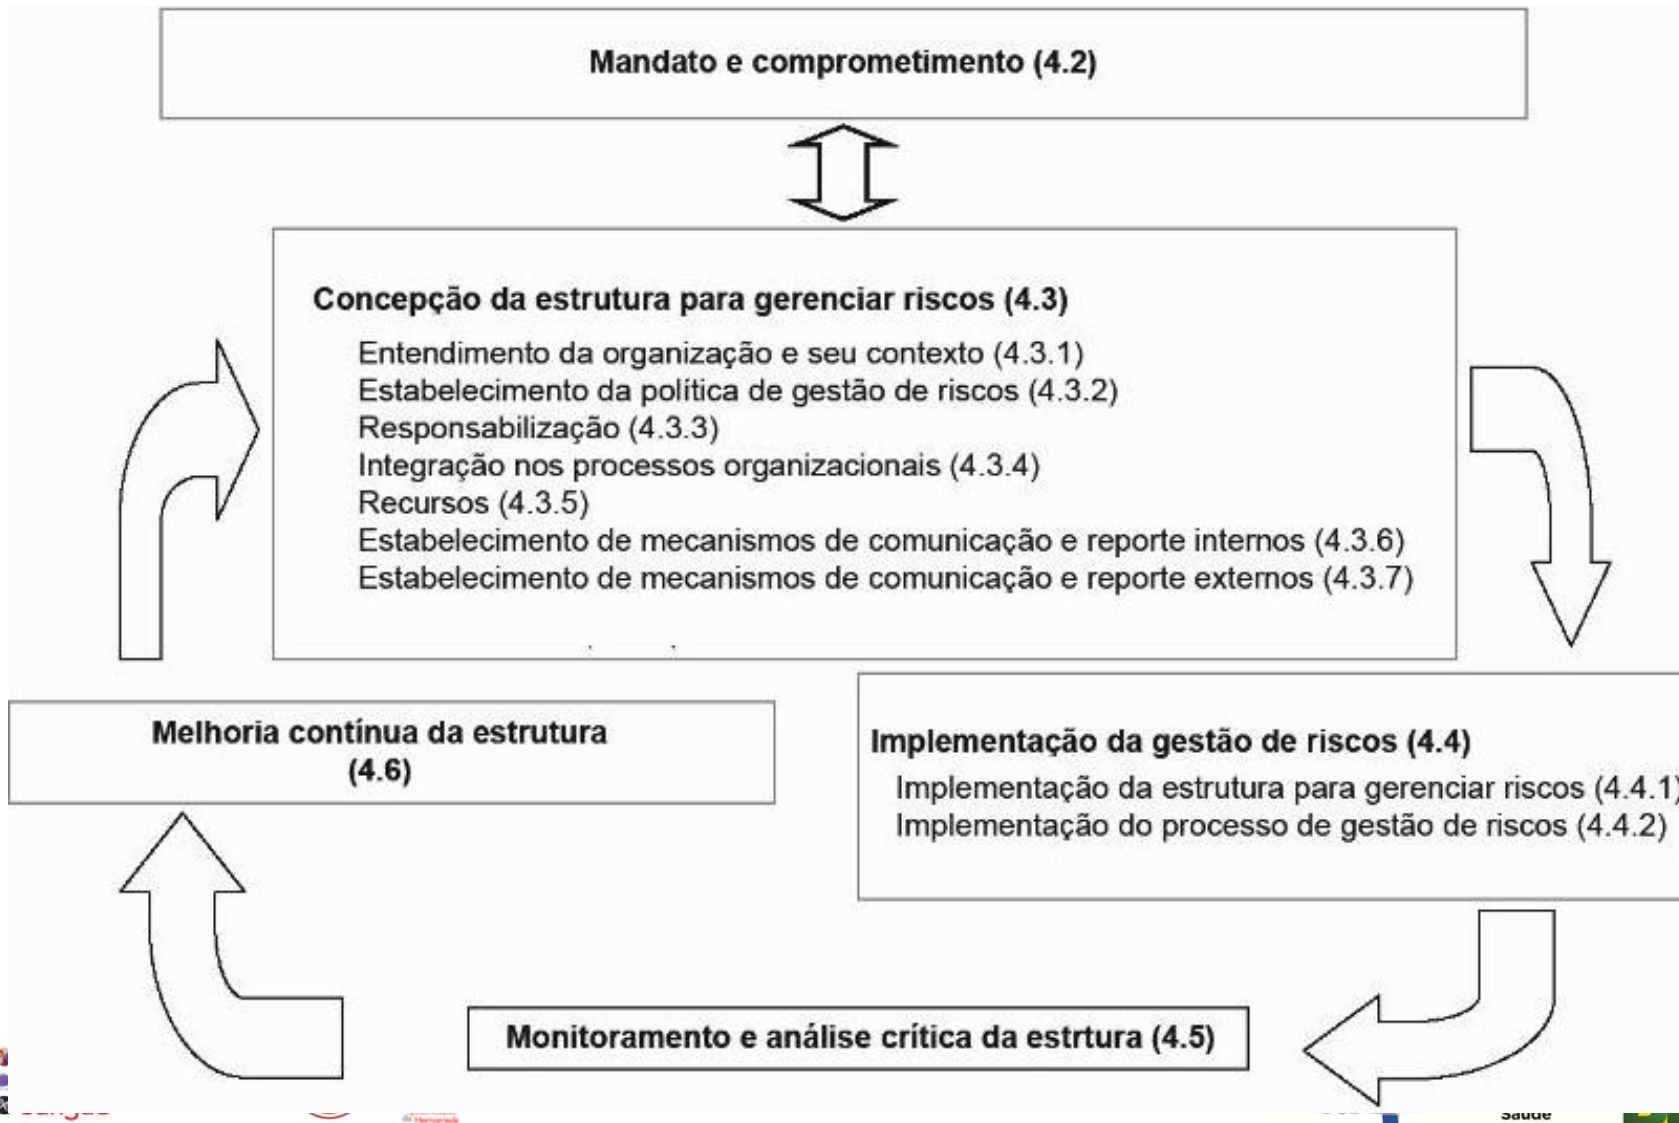 Mandato e comprometimento (4.2)
Concepção da estrutura para gerenciar riscos (4.3)
Entendimento da organização e seu contexto (4.3.1)
Estabelecimento da política de gestão de riscos (4.3.2)
Responsabilização (4.3.3)
Integração nos processos organizacionais (4.3.4)
Recursos (4.3.5)
Estabelecimento de mecanismos de comunicação e reporte internos (4.3.6)
Estabelecimento de mecanismos de comunicação e reporte externos (4.3.7)
Melhoria contínua da estrutura
(4.6)
Implementação da gestão de riscos (4.4)
Implementação da estrutura para gerenciar riscos (4.4.1)
Implementação do processo de gestão de riscos (4.4.2)
Monitoramento e análise crítica da estrtura (4.5)
Saúde